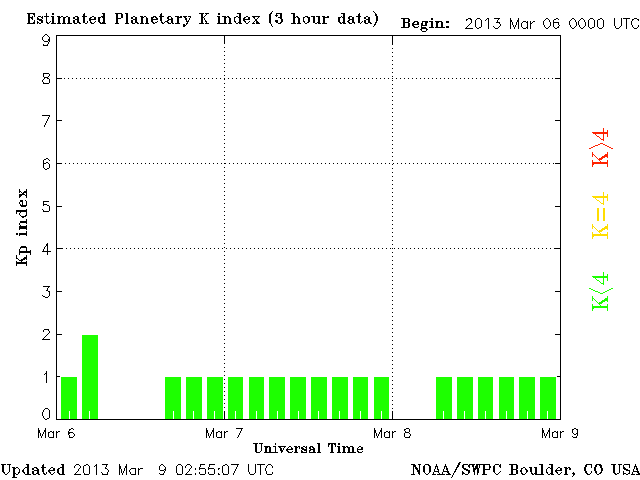 Estimated Planetary K index (3 hour data) Begin: 2013 Mar 06 0000 UTC
9
8
7
6
5
4
3
2
1
0
Kp index
K>4
K=4
K<4
Mar 6 Mar 7 Mar 8 Mar 9
Universal Time
Updated 2013 Mar 9 02:55:07 UTC NOAA/SWPC Boulder, CO USA